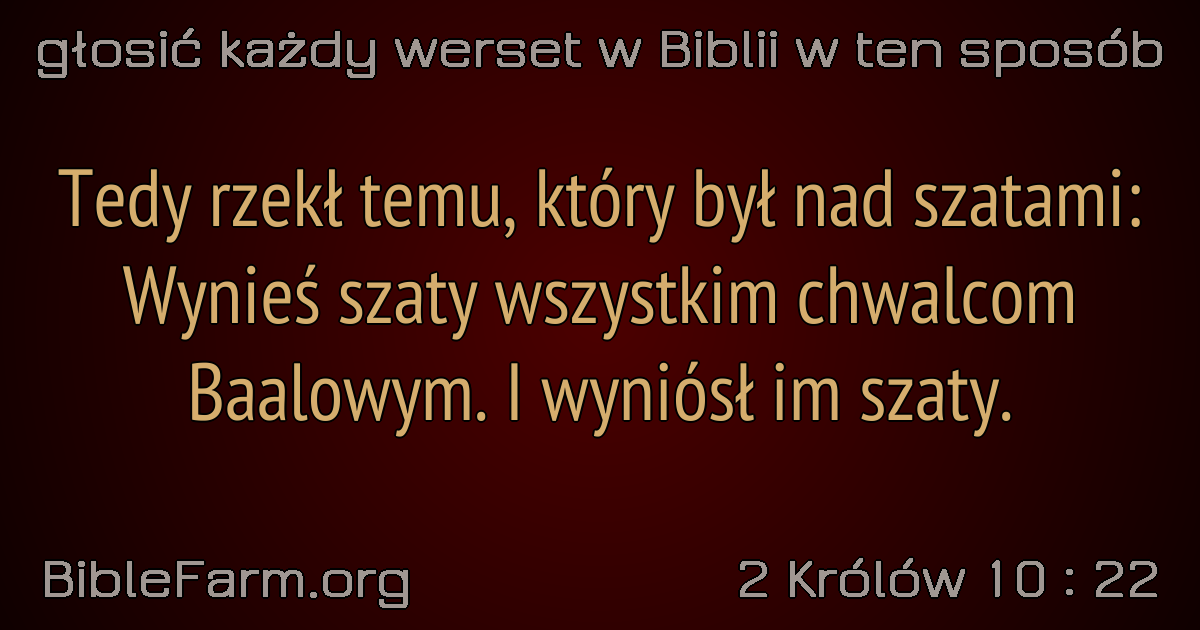 głosić każdy werset w Biblii w ten sposób
Tedy rzekł temu, który był nad szatami:
Wynieś szaty wszystkim chwalcom
Baalowym. I wyniósł im szaty.
BibleFarm.org
2 Królów 10 : 22